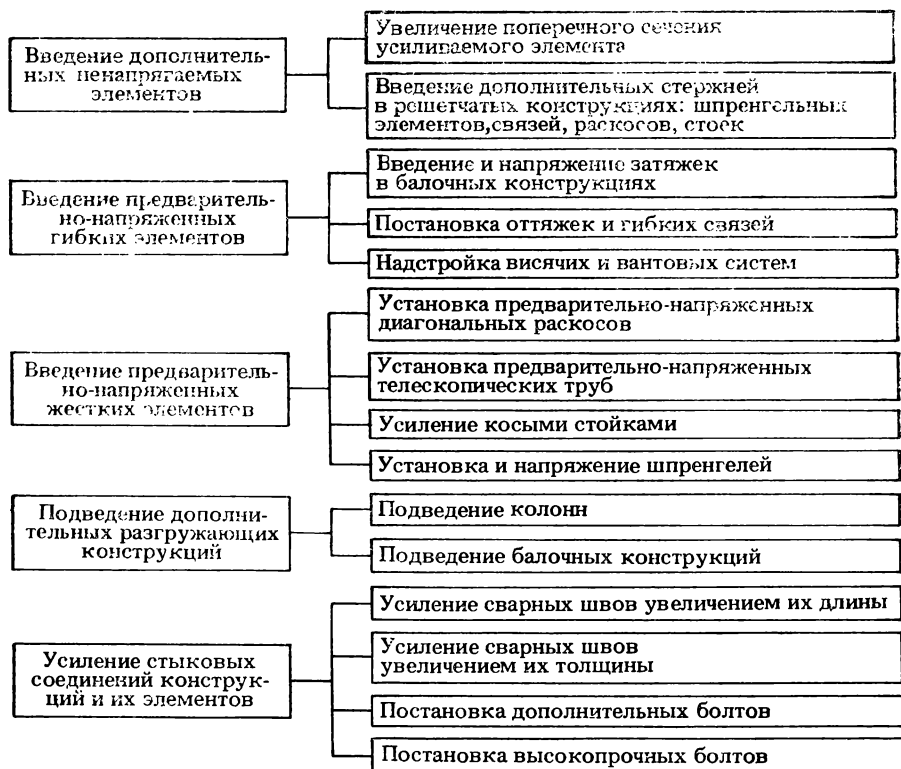 Введение дополнитель-
ных ненапрягаемых
элементов
Увеличение поперечного сечения
усиливаемого элемента
Введение дополнительных стержней
в решетчатых конструкциях: шпренгельных
элементов,связей, раскосов, стоек
Введение предваритель-
но-напряженных
гибких элементов
Введение и напряжение затяжек
в балочных конструкциях
Постановка оттяжек и гибких связей
Надстройка висячих и вантовых систем
Введение предваритель-
но-напряженных
жестких элементов
Установка предварительно-напряженных
диагональных раскосов
Установка предварительно-напряженных
телескопических труб
Усиление косыми стойками
Установка и напряжение шпренгелей
Подведение дополни-
тельных разгружающих
конструкций
Подведение колонн
Подведение балочных конструкций
Усиление стыковых
соединений конструк-
ций и их элементов
Усиление сварных швов увеличением их длины
Усиление сварных швов
увеличением их толщины
Постановка дополнительных болтов
Постановка высокопрочных болтов